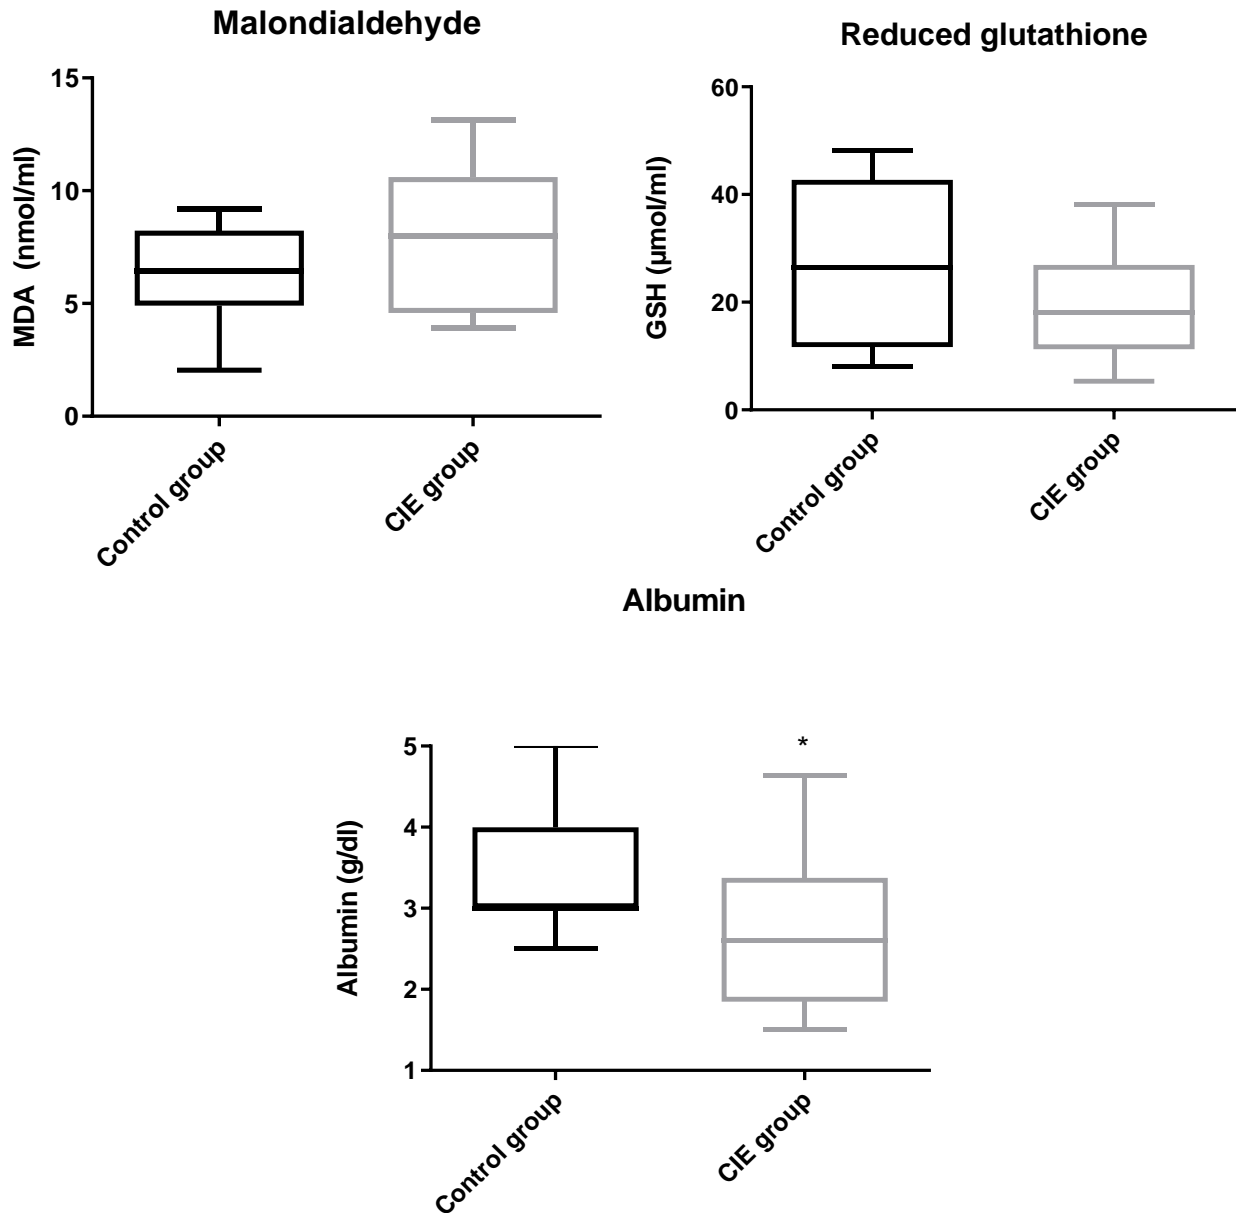 Malondialdehyde
MDA (nmol/ml)
15
10
5
0
Control group
CIE group
Reduced glutathione
GSH (µmol/ml)
60
40
20
0
Control group
CIE group
Albumin
Albumin (g/dl)
5
4
3
2
1
*
Control group
CIE group